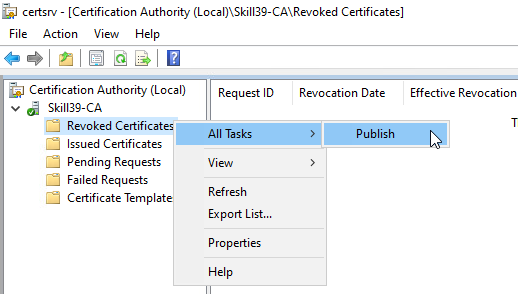 certsrv - [Certification Authority (Local)\Skill39-CA\Revoked Certificates]
File Action View Help
Certification Authority (Local)
Skill39-CA
Revoked Certificates
Issued Certificates
Pending Requests
Failed Requests
Certificate Templates
Request ID Revocation Date Effective Revocation
T
All Tasks
View
Refresh
Export List...
Properties
Help
Publish